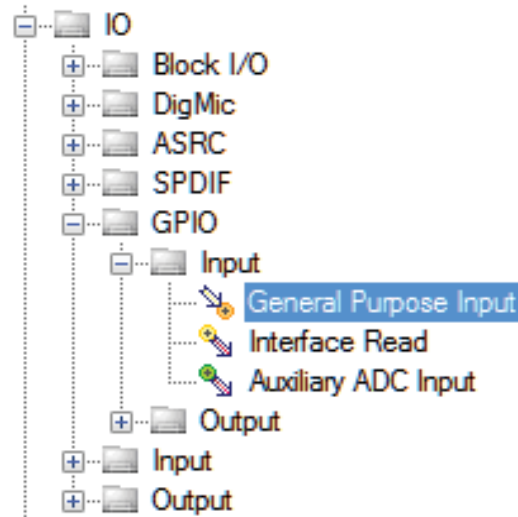 IO
Block I/O
DigMic
ASRC
SPDIF
GPIO
Input
General Purpose Input
Interface Read
Auxiliary ADC Input
Output
Input
Output